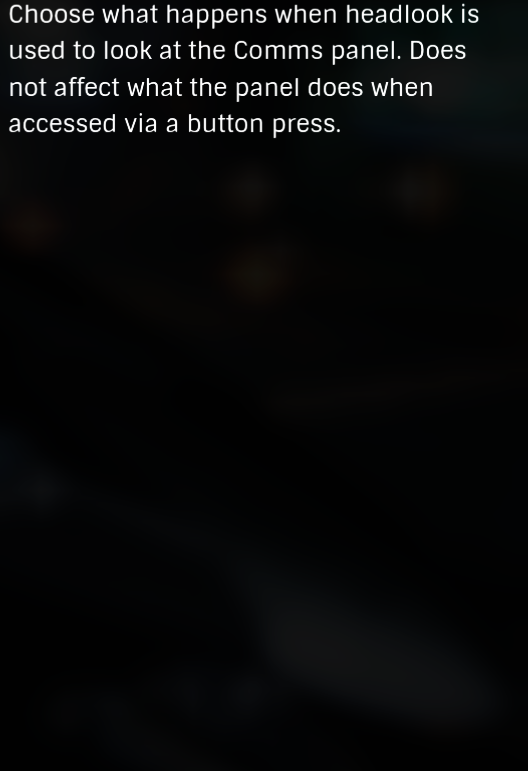 Choose what happens when headlook is
used to look at the Comms panel. Does
not affect what the panel does when
accessed via a button press.